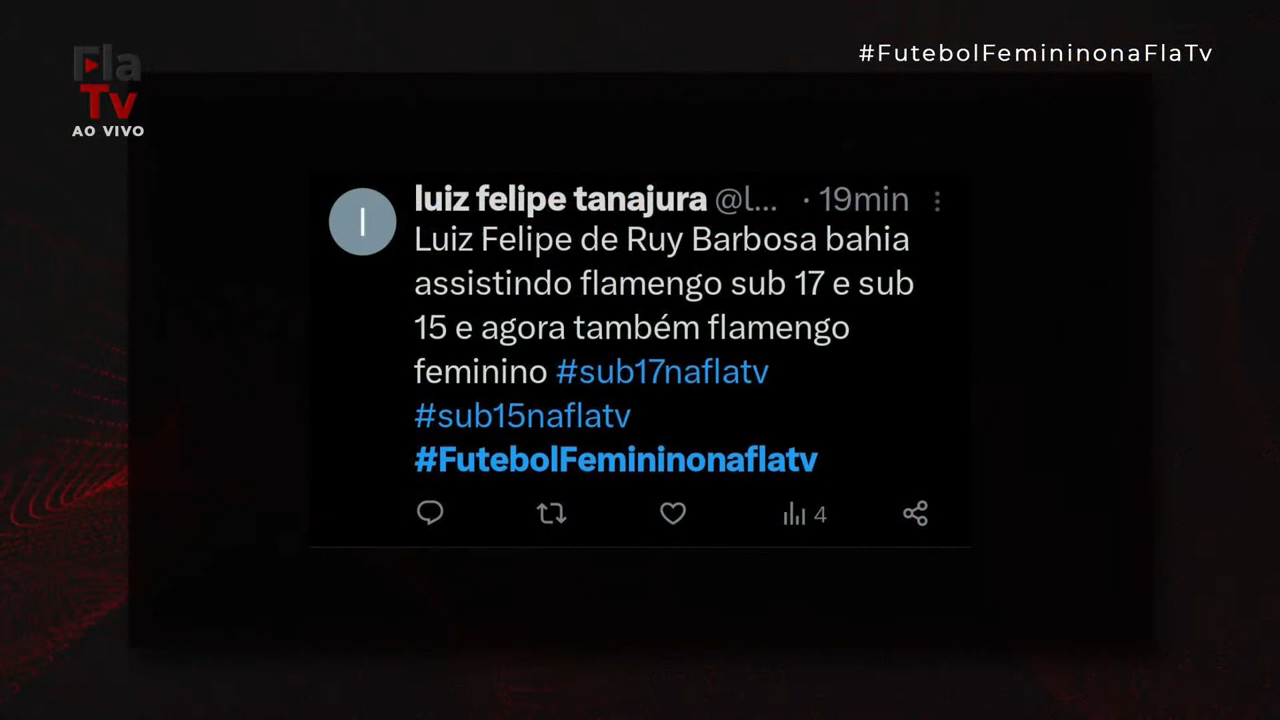 Fla
Tv
AO VIVO
#FutebolFemininonaFlaTv
luiz felipe tanajura @l... · 19min
Luiz Felipe de Ruy Barbosa bahia
assistindo flamengo sub 17 e sub
15 e agora também flamengo
feminino #sub17naflatv
#sub15naflatv
#FutebolFemininonaflatv
l
4